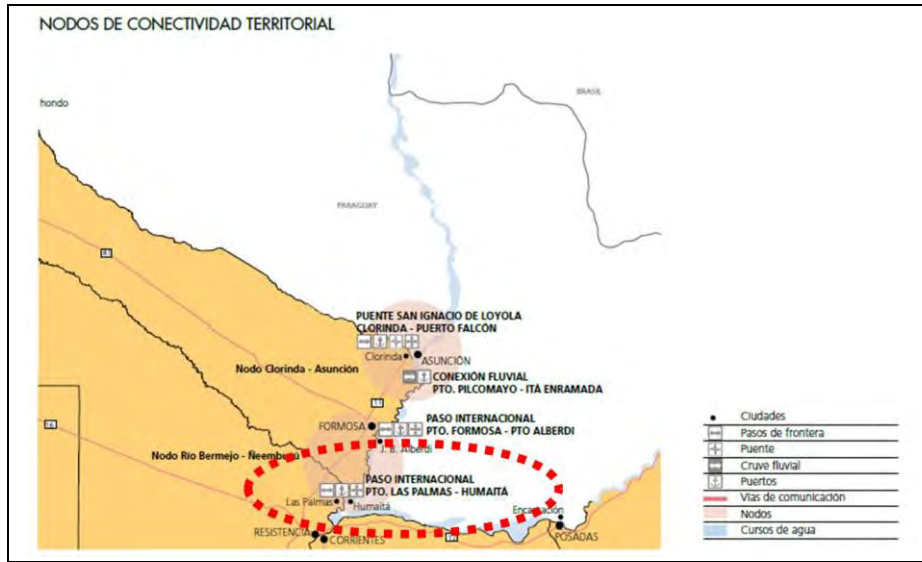 NODOS DE CONECTIVIDAD TERRITORIAL
BRASIL
hondo
PARAGUAY
81
PUENTE SAN IGNACIO DE LOYOLA
CLORINDA - PUERTO FALCÓN
Clorinda
ASUNCIÓN
Nodo Clorinda - Asunción
CONEXIÓN FLUVIAL
PTO. PILCOMAYO - ITÁ ENRAMADA
11
PASO INTERNACIONAL
FORMOSA
PTO. FORMOSA - PTO ALBERDI
J. B. Alberdi
Nodo Río Bermejo - Ñeembucú
PASO INTERNACIONAL
PTO. LAS PALMAS - HUMAITÁ
Las Palmas
Humaitá
Encarnación
RESISTENCIA
CORRIENTES
POSADAS
Ciudades
Pasos de frontera
Puente
Cruve fluvial
Puertos
Vías de comunicación
Nodos
Cursos de agua